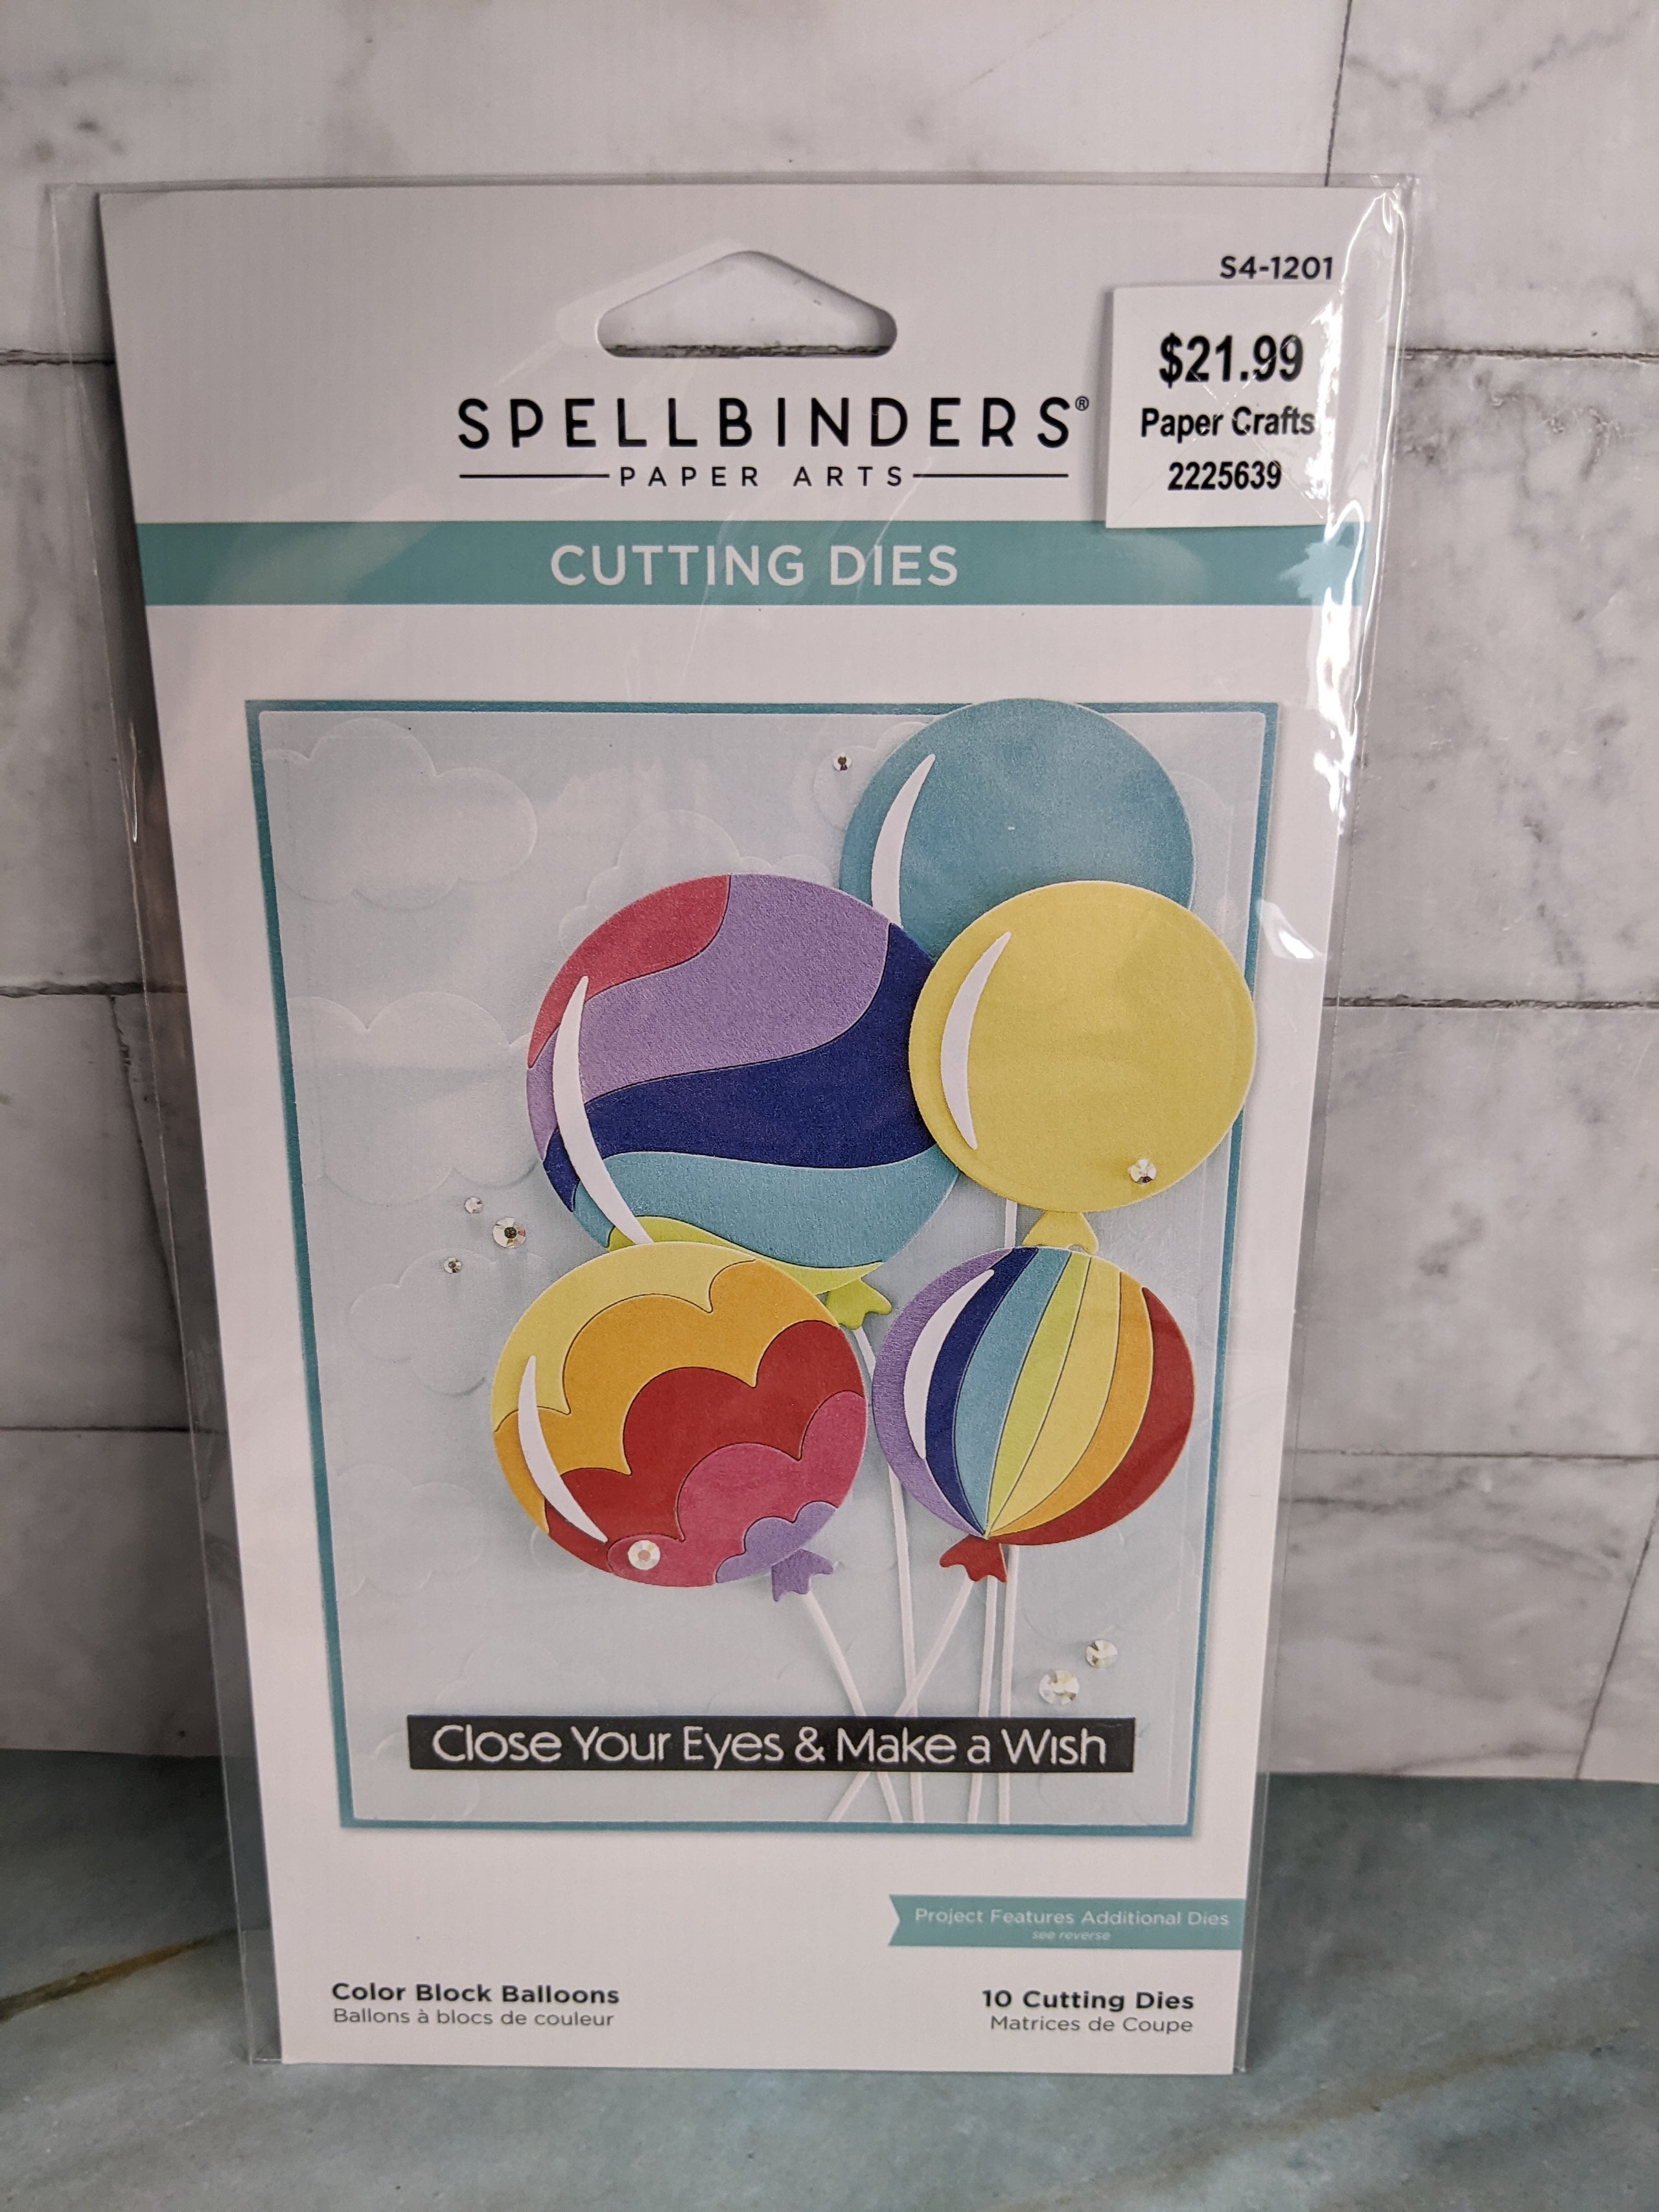 S4-1201
$21.99
Paper Crafts
2225639
SPELLBINDERS®
PAPER ARTS
CUTTING DIES
Close Your Eyes & Make a Wish
Project Features Additional Dies
see reverse
Color Block Balloons
Ballons à blocs de couleur
10 Cutting Dies
Matrices de Coupe